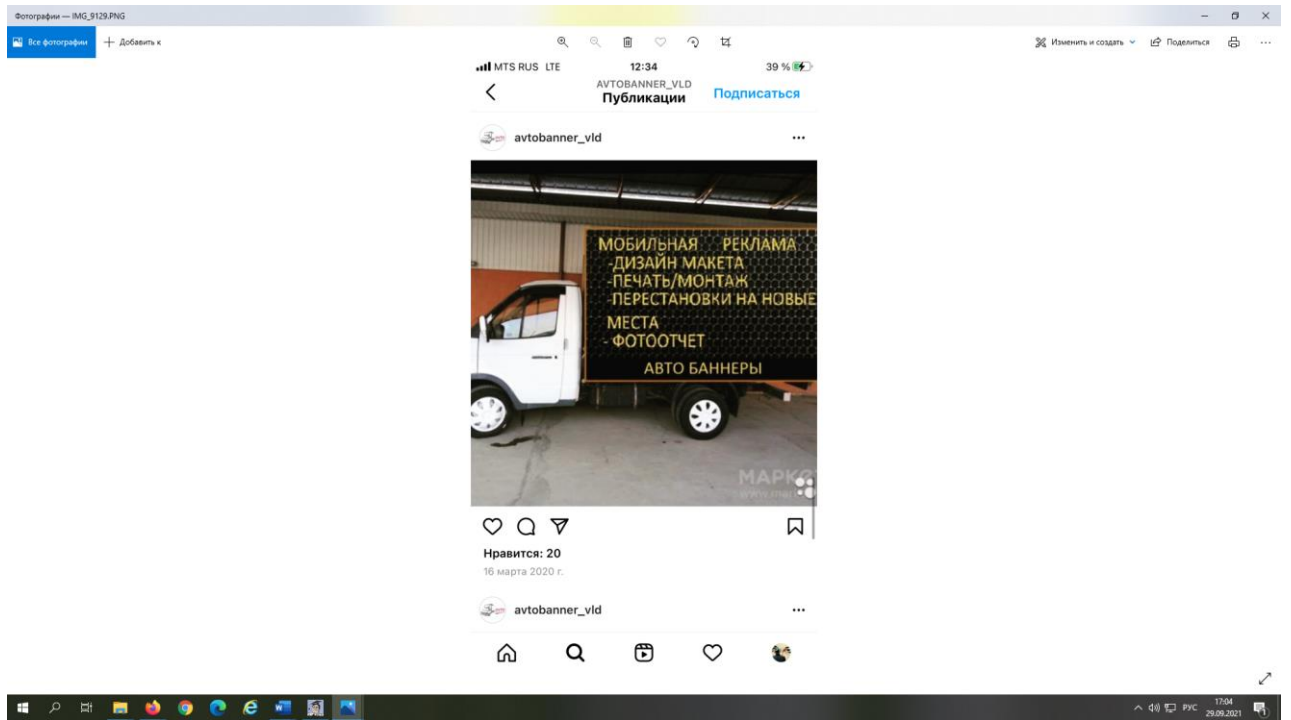 Фотографии — IMG_9129.PNG
Все фотографии
Добавить к
Изменить и создать
Поделиться
MTS RUS LTE 12:34 39 %
AVTOBANNER_VLD
Публикации
Подписаться
avtobanner_vld
МОБИЛЬНАЯ РЕКЛАМА
-ДИЗАЙН МАКЕТА
-ПЕЧАТЬ/МОНТАЖ
-ПЕРЕСТАНОВКИ НА НОВЫЕ
МЕСТА
- ФОТООТЧЕТ
АВТО БАННЕРЫ
Нравится: 20
16 марта 2020 г.
avtobanner_vld
РУС
17:04
29.09.2021